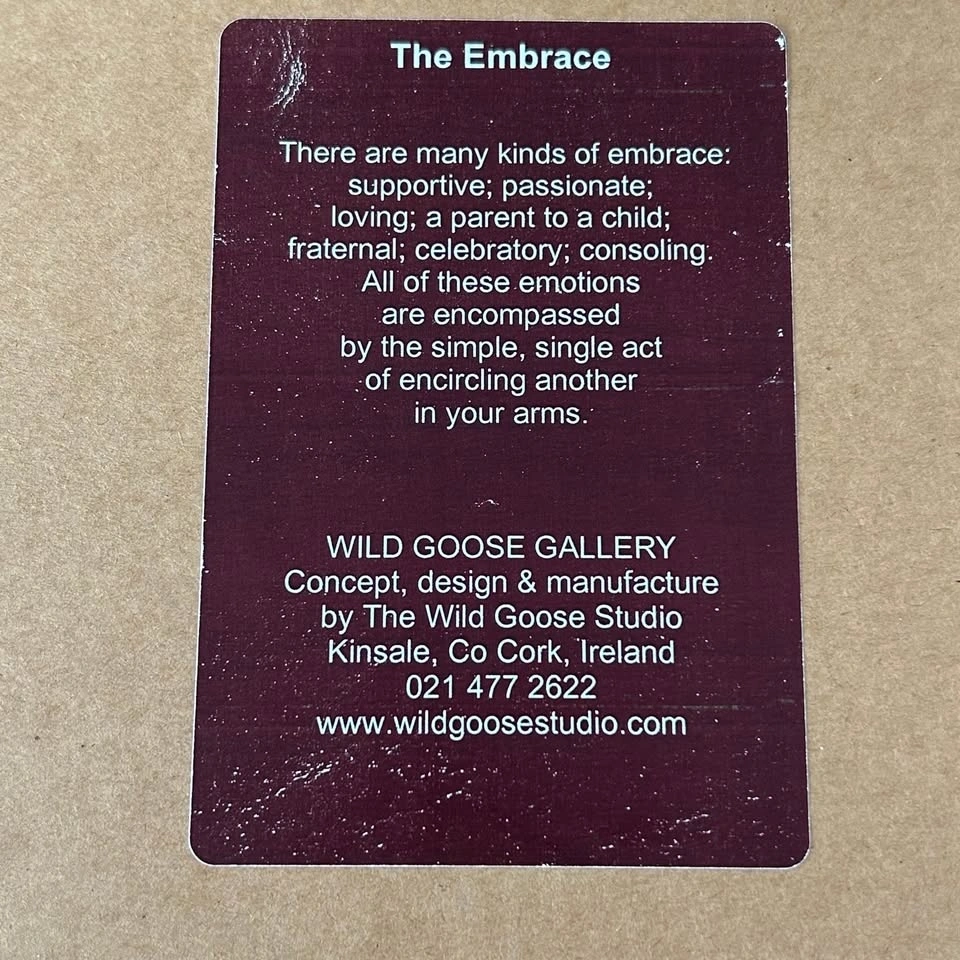 The Embrace
There are many kinds of embrace:
supportive; passionate;
loving; a parent to a child;
fraternal; celebratory; consoling.
All of these emotions
are encompassed
by the simple, single act
of encircling another
in your arms.
WILD GOOSE GALLERY
Concept, design & manufacture
by The Wild Goose Studio
Kinsale, Co Cork, Ireland
021 477 2622
www.wildgoosestudio.com